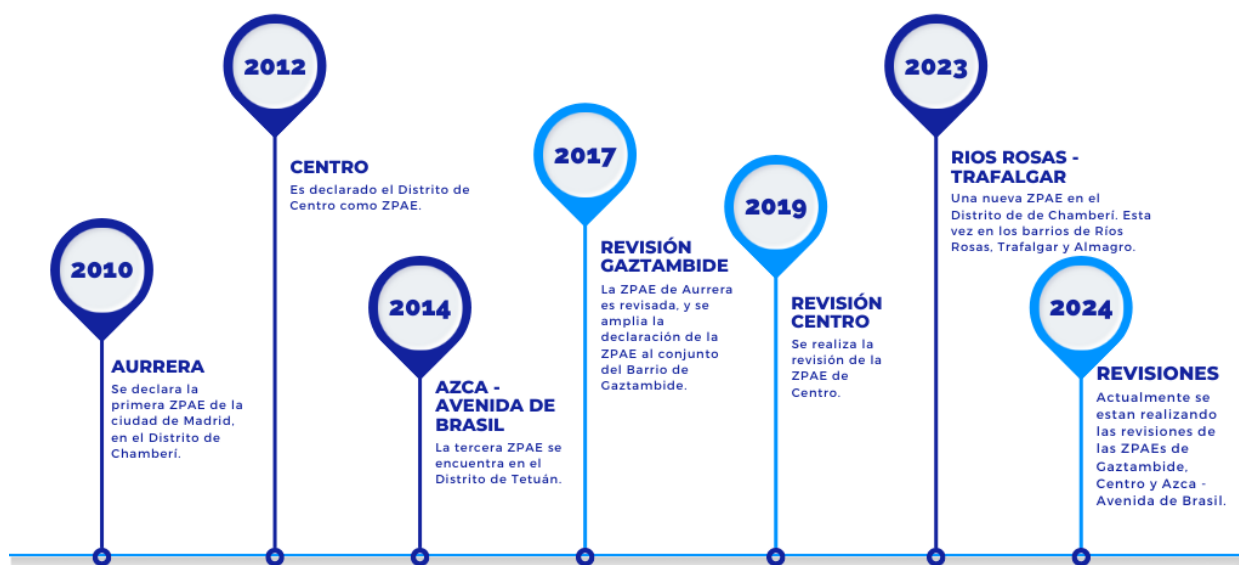 2010
AURRERA
Se declara la
primera ZPAE de la
ciudad de Madrid,
en el Distrito de
Chamberí.
2012
CENTRO
Es declarado el Distrito de
Centro como ZPAE.
2014
AZCA -
AVENIDA DE
BRASIL
La tercera ZPAE se
encuentra en el
Distrito de Tetuán.
2017
REVISIÓN
GAZTAMBIDE
La ZPAE de Aurrera
es revisada, y se
amplia la
declaración de la
ZPAE al conjunto
del Barrio de
Gaztambide.
2019
REVISIÓN
CENTRO
Se realiza la
revisión de la
ZPAE de
Centro.
2023
RIOS ROSAS -
TRAFALGAR
Una nueva ZPAE en el
Distrito de de Chamberí. Esta
vez en los barrios de Ríos
Rosas, Trafalgar y Almagro.
2024
REVISIONES
Actualmente se
estan realizando
las revisiones de
las ZPAEs de
Gaztambide,
Centro y Azca -
Avenida de Brasil.